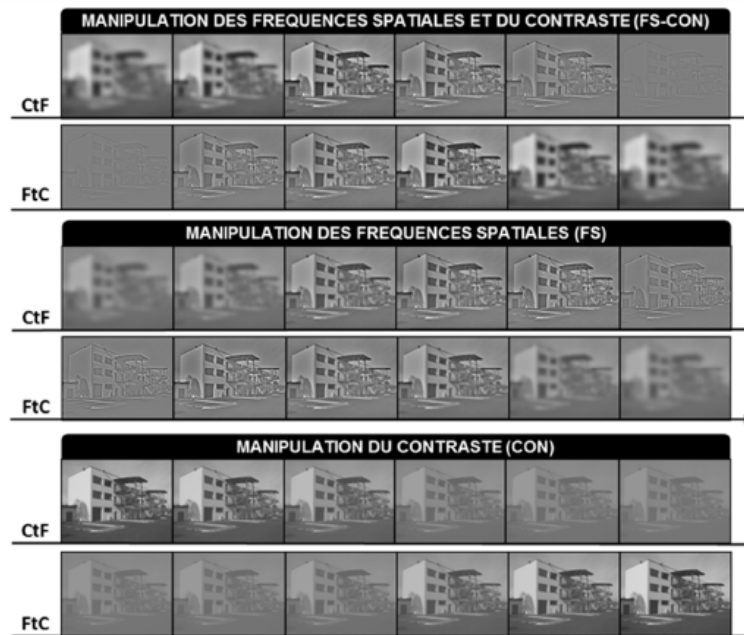 MANIPULATION DES FREQUENCES SPATIALES ET DU CONTRASTE (FS-CON)
CtF
FtC
MANIPULATION DES FREQUENCES SPATIALES (FS)
CtF
FtC
MANIPULATION DU CONTRASTE (CON)
CtF
FtC